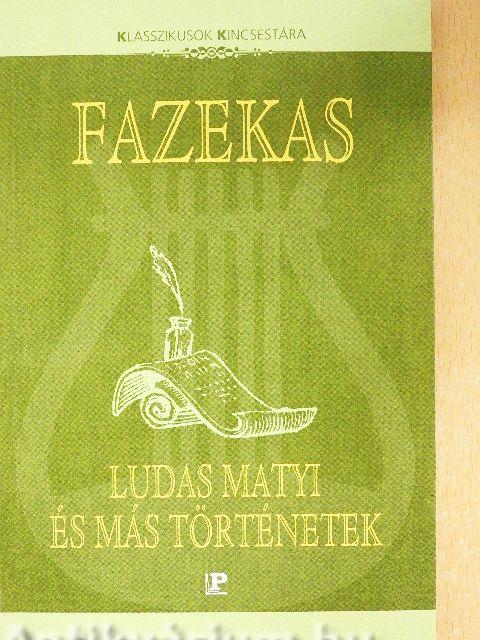 KLASSZIKUSOK KINCSESTÁRA
FAZEKAS
LUDAS MATYI
ÉS MÁS TÖRTÉNETEK
P